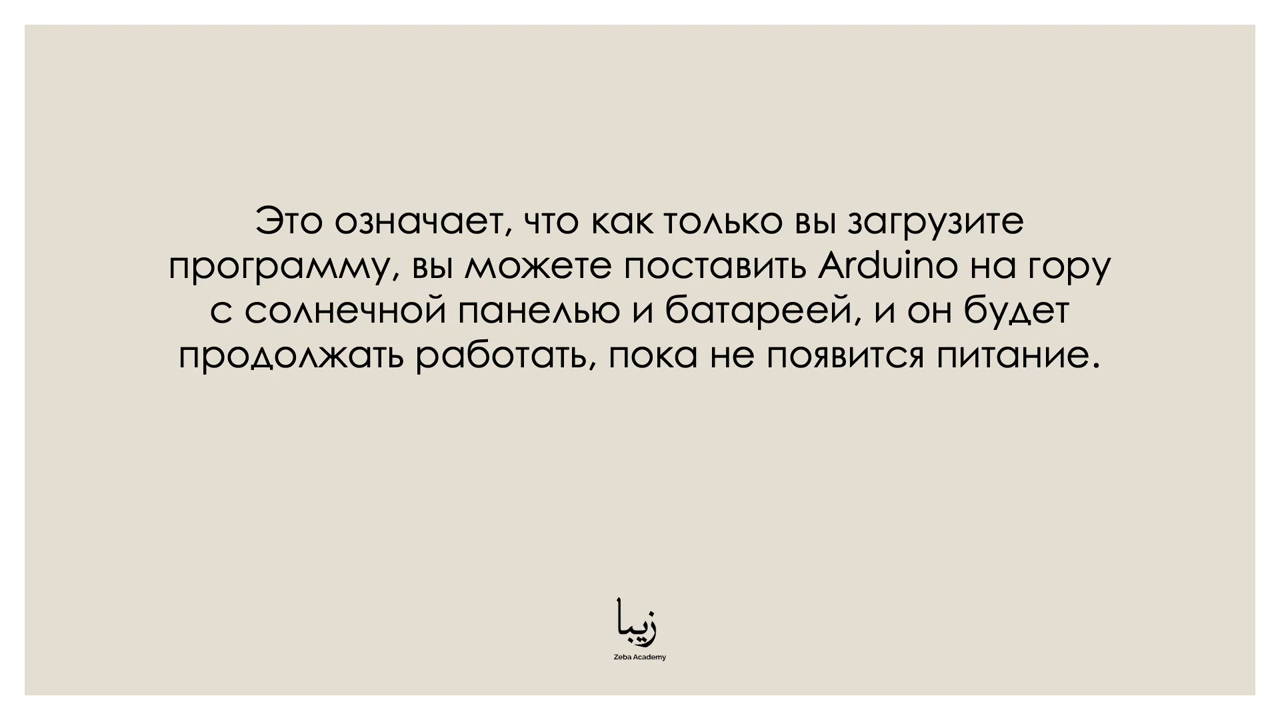 Это означает, что как только вы загрузите
программу, вы можете поставить Arduino на гору
с солнечной панелью и батареей, и он будет
продолжать работать, пока не появится питание.
زیبا
Zeba Academy